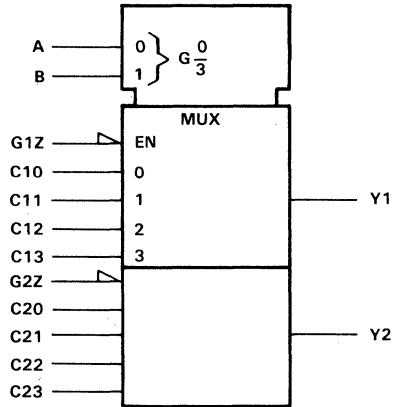 A 0 G 0/3
B 1
MUX
G1Z EN
C10 0
C11 1 Y1
C12 2
C13 3
G2Z
C20
C21 Y2
C22
C23